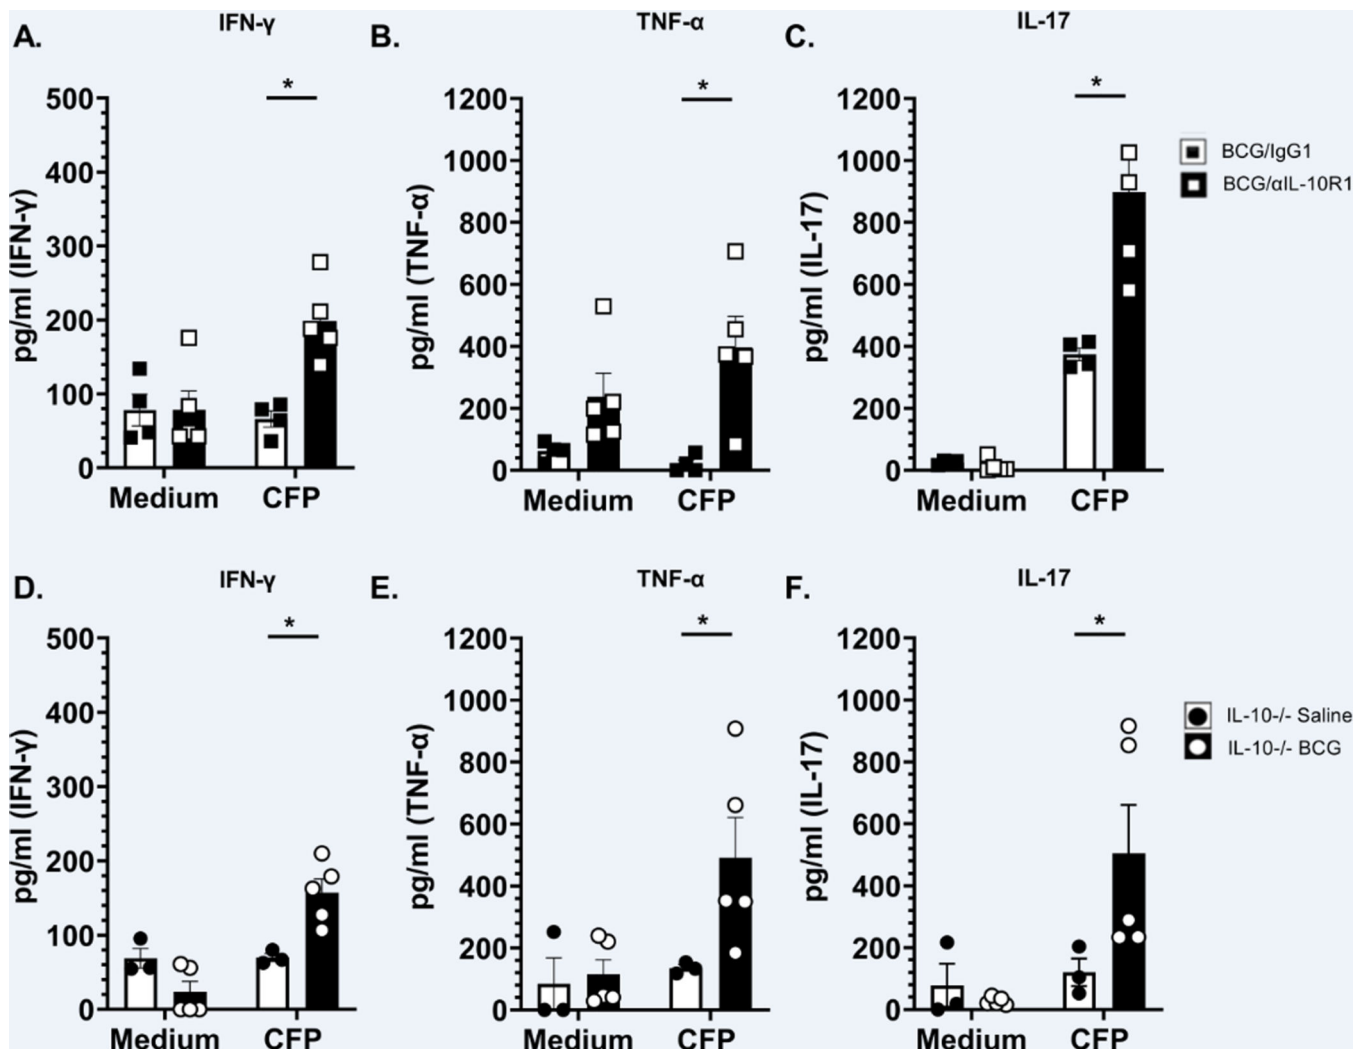 A.
IFN-γ
B.
TNF-α
C.
IL-17
*
*
*
pg/ml (IFN-γ)
500
400
300
200
100
0
Medium CFP
pg/ml (TNF-α)
1200
1000
800
600
400
200
0
Medium CFP
pg/ml (IL-17)
1200
1000
800
600
400
200
0
Medium CFP
BCG/IgG1
BCG/αIL-10R1
D.
IFN-γ
E.
TNF-α
F.
IL-17
*
*
*
pg/ml (IFN-γ)
500
400
300
200
100
0
Medium CFP
pg/ml (TNF-α)
1200
1000
800
600
400
200
0
Medium CFP
pg/ml (IL-17)
1200
1000
800
600
400
200
0
Medium CFP
IL-10-/- Saline
IL-10-/- BCG